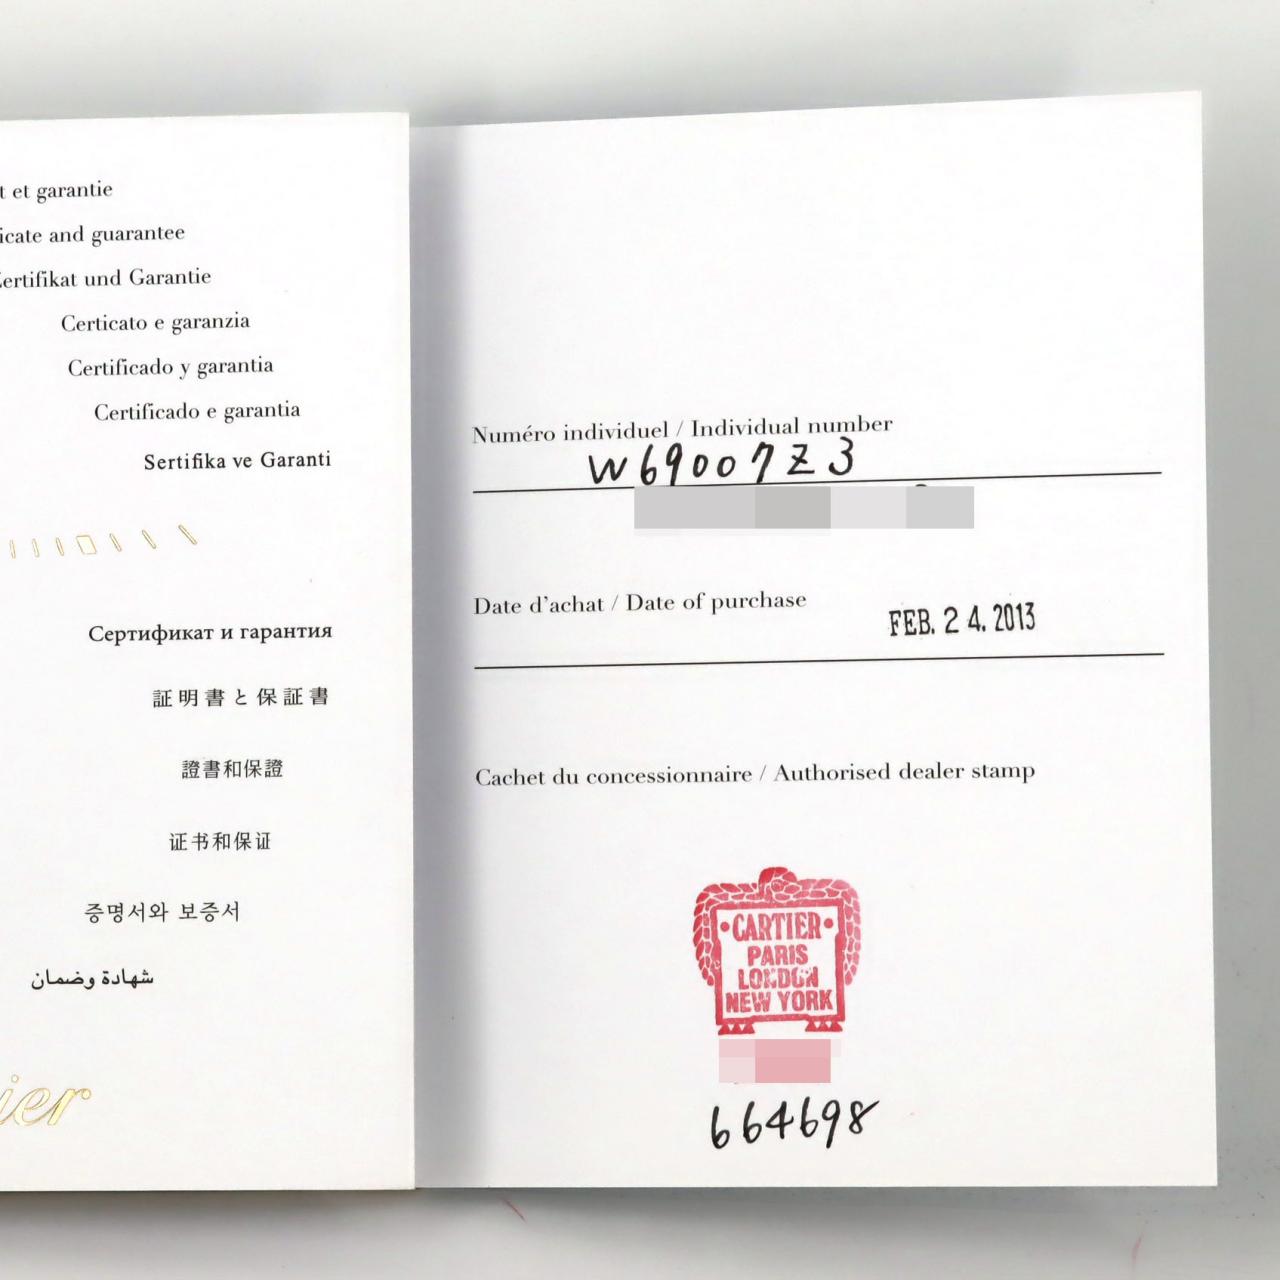 et garantie
and guarantee
Zertifikat und Garantie
Certicato e garanzia
Certificado y garantia
Certificado e garantia
Sertifika ve Garanti
Сертификат и гарантия
証明書と保証書
證書和保證
证书和保证
증명서와 보증서
شهادة وضمان
Numéro individuel / Individual number
W69007Z3
Date d'achat / Date of purchase
FEB. 24. 2013
Cachet du concessionnaire / Authorised dealer stamp
•CARTIER•
PARIS
LONDON
NEW YORK
664698